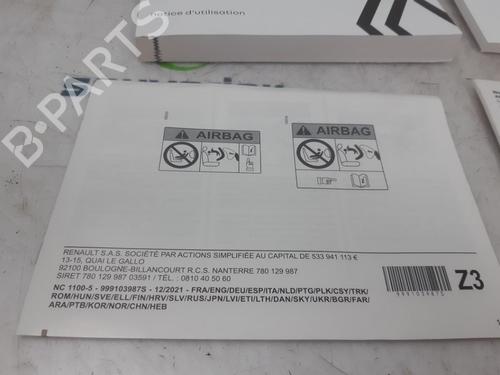 notice d'utilisation
B-PARTS
AIRBAG
AIRBAG
RENAULT S.A.S. SOCIÉTÉ PAR ACTIONS SIMPLIFIÉE AU CAPITAL DE 533 941 113 €
13-15, QUAI LE GALLO
92100 BOULOGNE-BILLANCOURT R.C.S. NANTERRE 780 129 987
SIRET 780 129 987 03591 / TÉL. : 0810 40 50 60
NC 1100-5 - 999103987S - 12/2021 - FRA/ENG/DEU/ESP/ITA/NLD/PTG/PLK/CSY/TRK/
ROM/HUN/SVE/ELL/FIN/HRV/SLV/RUS/JPN/LVI/ETI/LTH/DAN/SKY/UKR/BGR/FAR/
ARA/PTB/KOR/NOR/CHN/HEB
999103987S
Z3